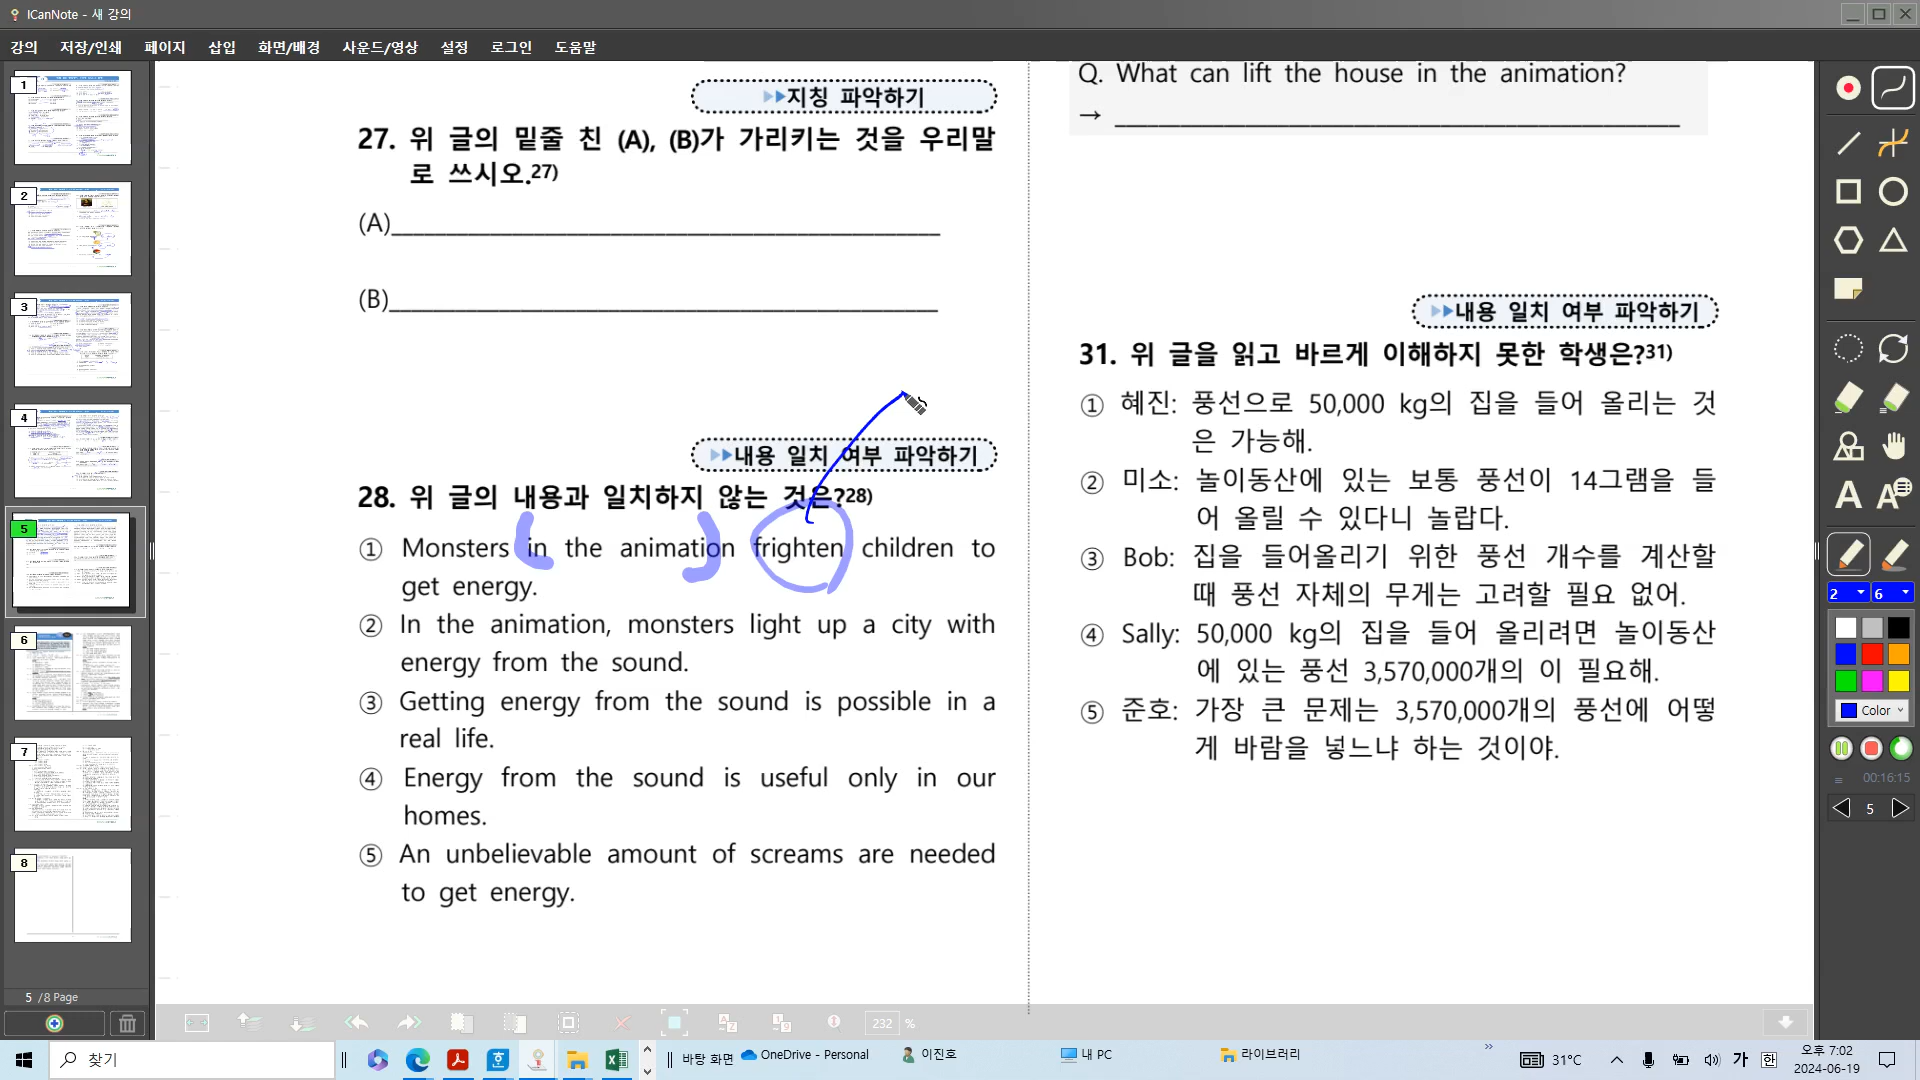 ICanNote - 새 강의
강의 저장/인쇄 페이지 삽입 화면/배경 사운드/영상 설정 로그인 도움말
1
2
3
4
5
6
7
8
5 /8 Page
▶▶지칭 파악하기
27. 위 글의 밑줄 친 (A), (B)가 가리키는 것을 우리말
로 쓰시오.27)
(A)________________________________________
(B)________________________________________
▶▶내용 일치 여부 파악하기
28. 위 글의 내용과 일치하지 않는 것은?28)
① Monsters in the animation frighten children to
get energy.
② In the animation, monsters light up a city with
energy from the sound.
③ Getting energy from the sound is possible in a
real life.
④ Energy from the sound is useful only in our
homes.
⑤ An unbelievable amount of screams are needed
to get energy.
Q. What can lift the house in the animation?
→ ________________________________________
▶▶내용 일치 여부 파악하기
31. 위 글을 읽고 바르게 이해하지 못한 학생은?31)
① 혜진: 풍선으로 50,000 kg의 집을 들어 올리는 것
은 가능해.
② 미소: 놀이동산에 있는 보통 풍선이 14그램을 들
어 올릴 수 있다니 놀랍다.
③ Bob: 집을 들어올리기 위한 풍선 개수를 계산할
때 풍선 자체의 무게는 고려할 필요 없어.
④ Sally: 50,000 kg의 집을 들어 올리려면 놀이동산
에 있는 풍선 3,570,000개의 이 필요해.
⑤ 준호: 가장 큰 문제는 3,570,000개의 풍선에 어떻
게 바람을 넣느냐 하는 것이야.
A A
2 6
Color
00:16:15
5
232 %
찾기
바탕 화면 OneDrive - Personal 이진호 내 PC 라이브러리
31°C 가 한
오후 7:02
2024-06-19